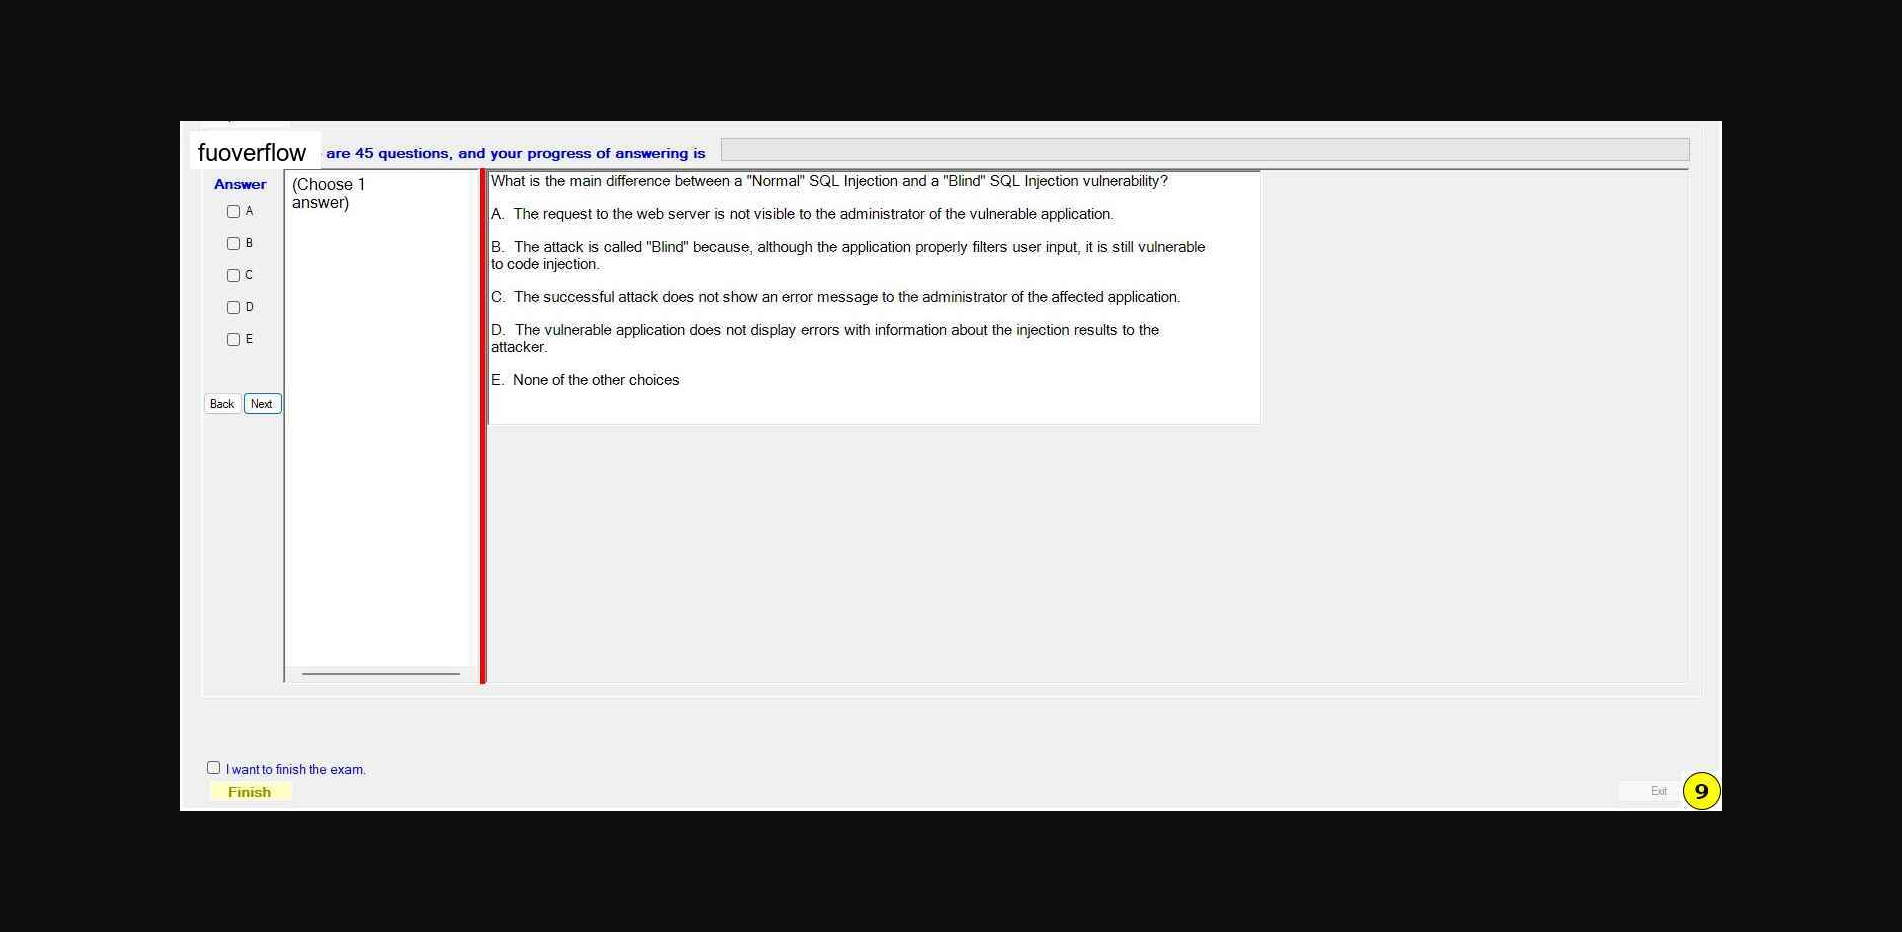 fuoverflow are 45 questions, and your progress of answering is
Answer
(Choose 1
answer)
A
B
C
D
E
Back Next
What is the main difference between a "Normal" SQL Injection and a "Blind" SQL Injection vulnerability?
A. The request to the web server is not visible to the administrator of the vulnerable application.
B. The attack is called "Blind" because, although the application properly filters user input, it is still vulnerable
to code injection.
C. The successful attack does not show an error message to the administrator of the affected application.
D. The vulnerable application does not display errors with information about the injection results to the
attacker.
E. None of the other choices
I want to finish the exam.
Finish
Exit
9